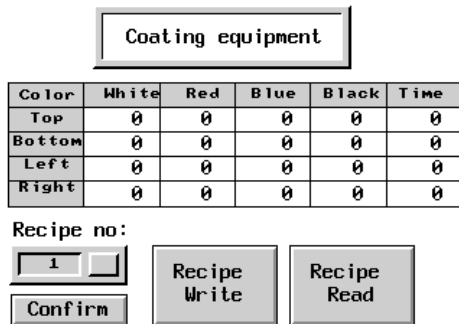 Coating equipment
Color White Red Blue Black Time
Top 0 0 0 0 0
Bottom 0 0 0 0 0
Left 0 0 0 0 0
Right 0 0 0 0 0
Recipe no:
1
Confirm
Recipe
Write
Recipe
Read